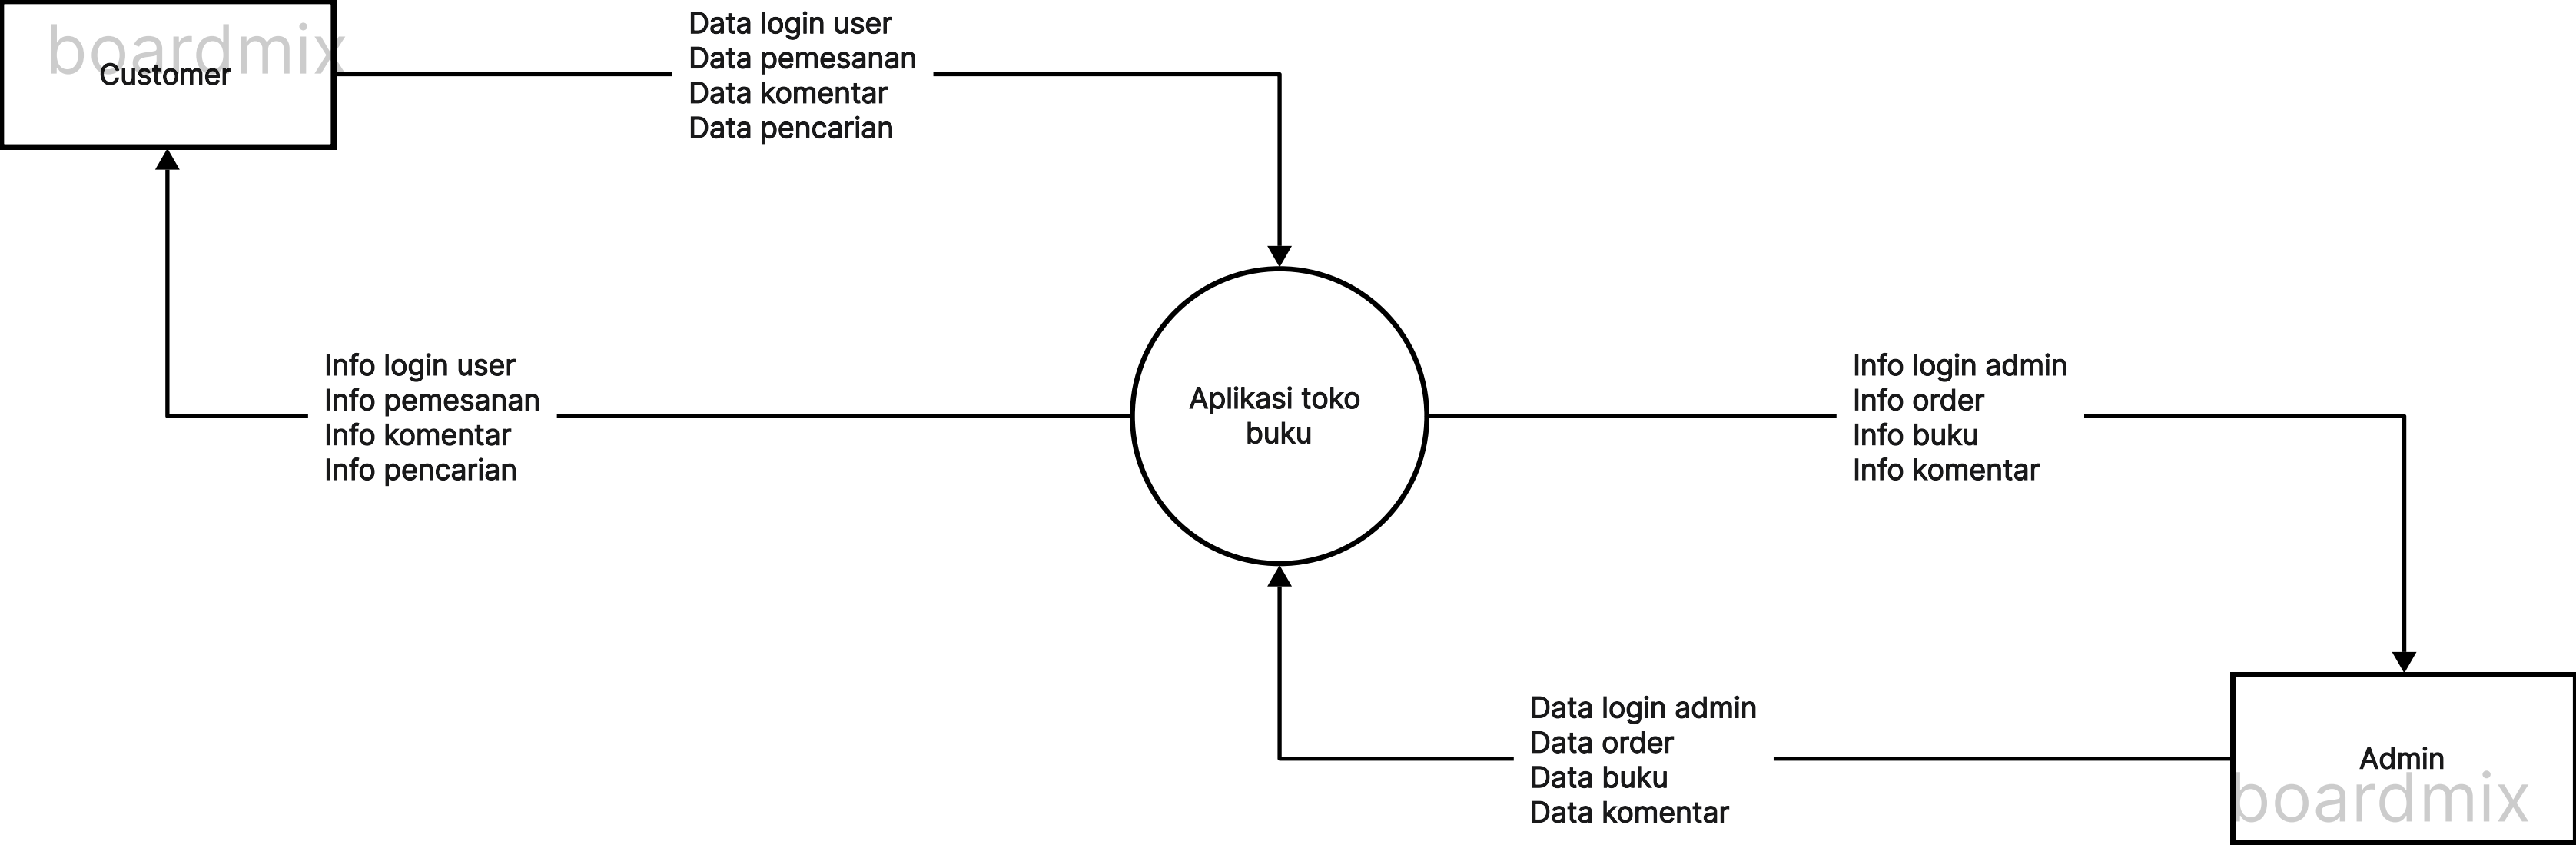 boardmix
Customer
Data login user
Data pemesanan
Data komentar
Data pencarian
Info login user
Info pemesanan
Info komentar
Info pencarian
Aplikasi toko
buku
Info login admin
Info order
Info buku
Info komentar
Data login admin
Data order
Data buku
Data komentar
Admin
boardmix